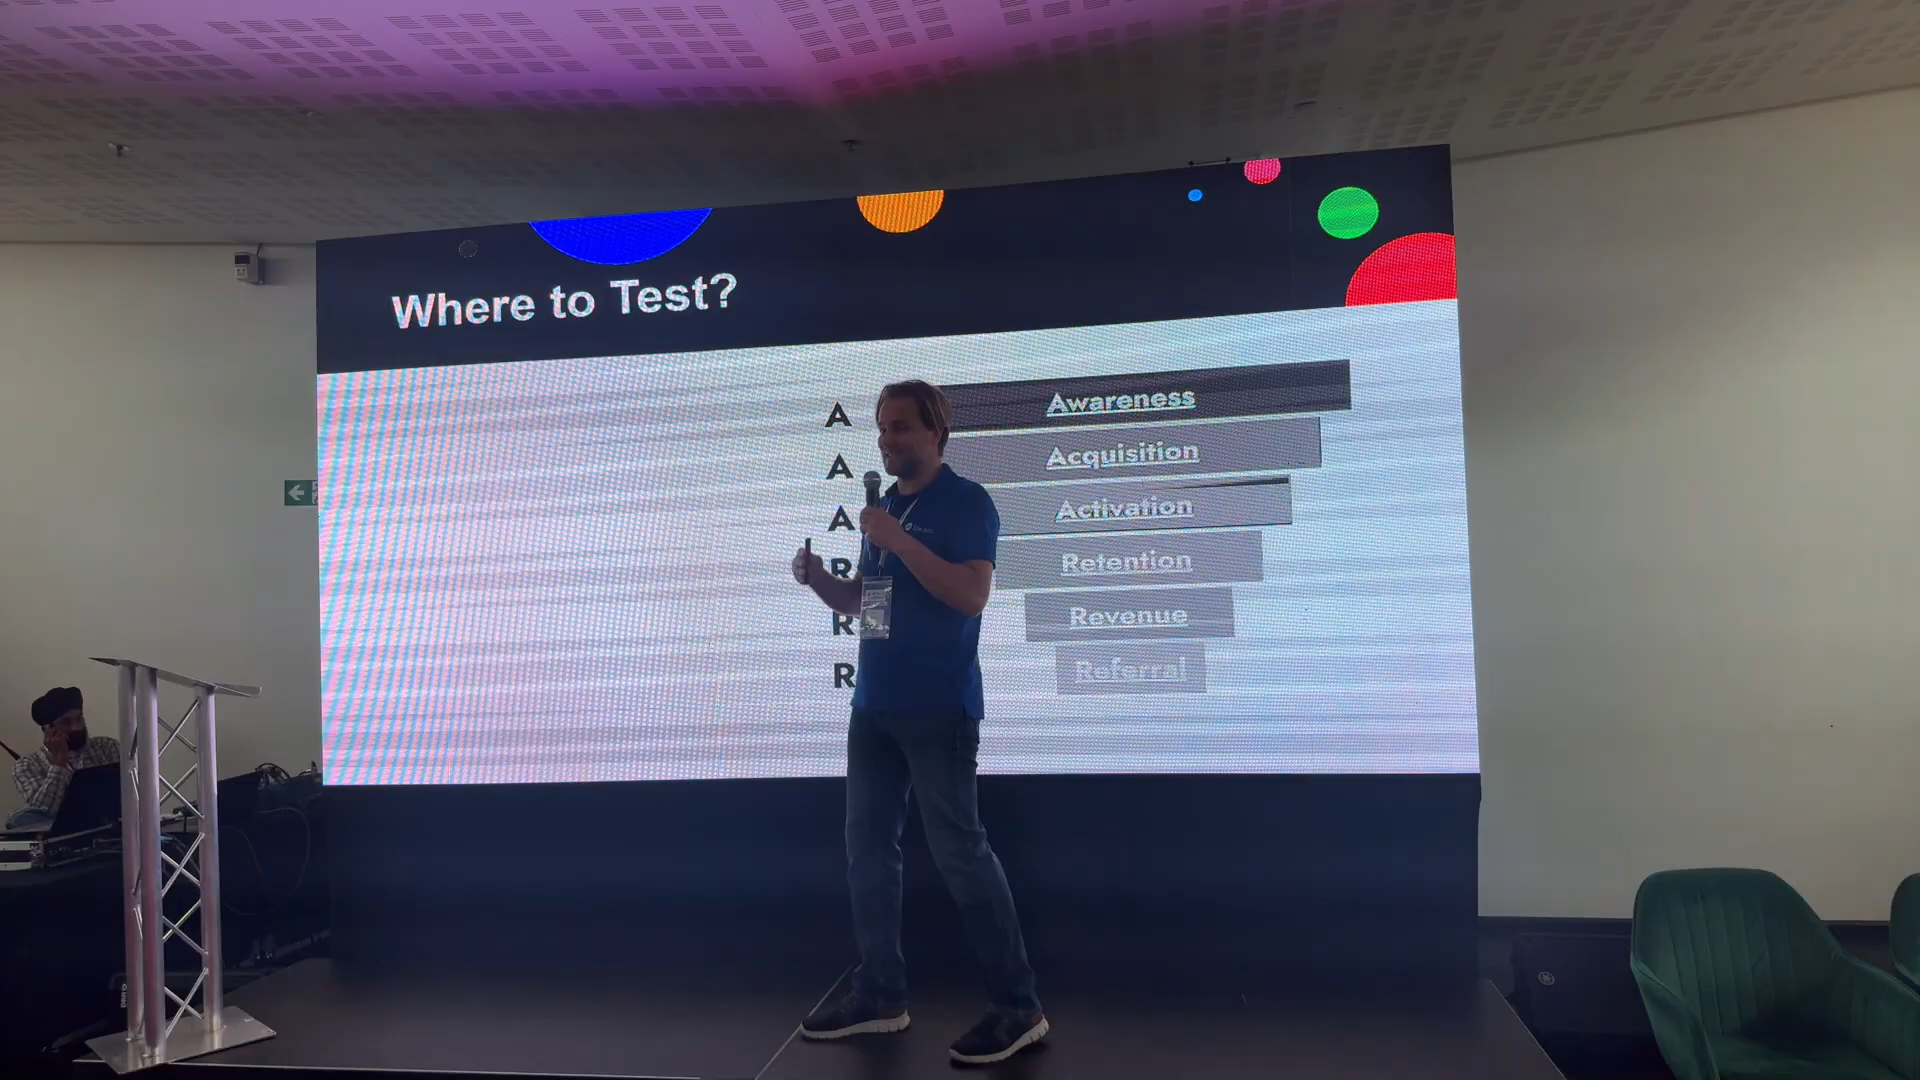 Where to Test?
A Awareness
A Acquisition
A Activation
R Retention
R Revenue
R Referral